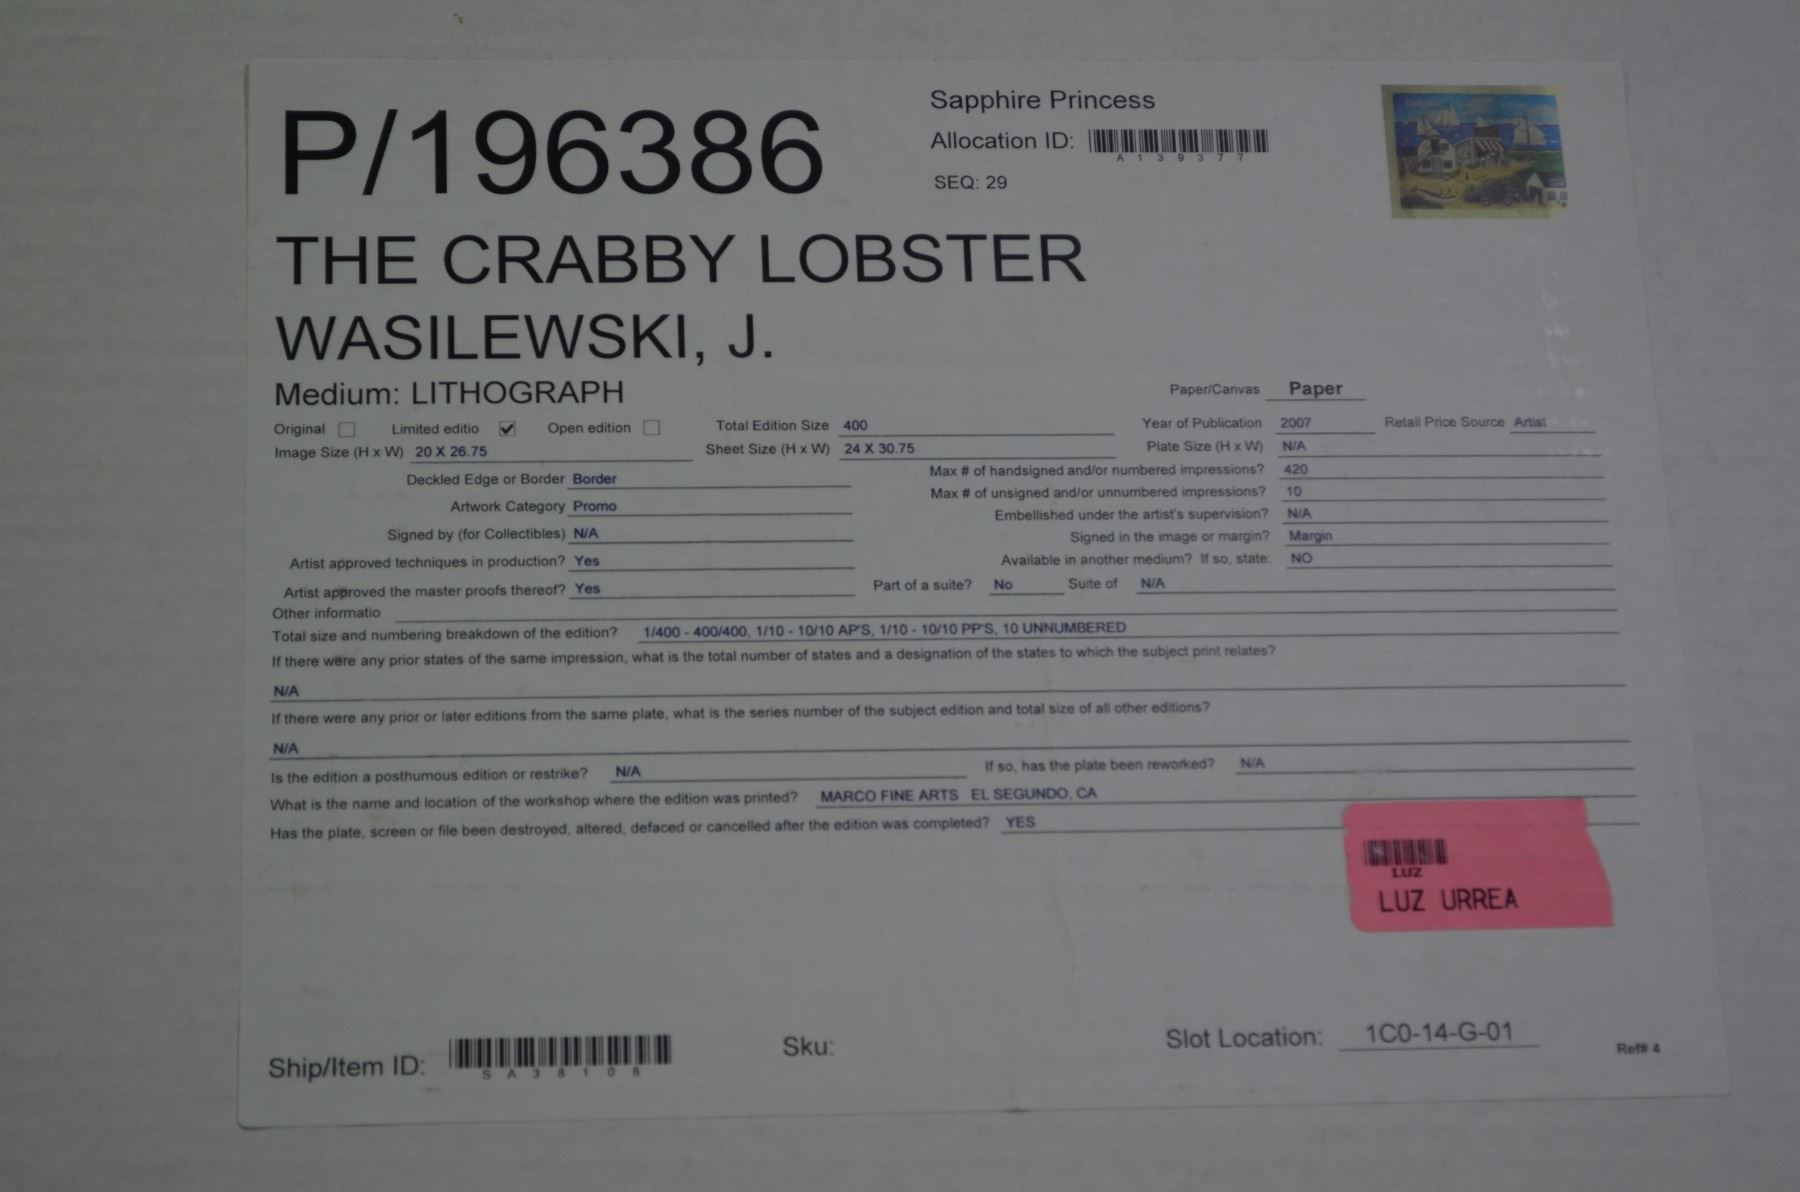 P/196386
Sapphire Princess
Allocation ID:
A 1 3 9 3 7 7
SEQ: 29
THE CRABBY LOBSTER
WASILEWSKI, J.
Medium: LITHOGRAPH
Paper/Canvas Paper
Original Limited editio Open edition Total Edition Size 400 Year of Publication 2007 Retail Price Source Artist
Image Size (H x W) 20 X 26.75 Sheet Size (H x W) 24 X 30.75 Plate Size (H x W) N/A
Max # of handsigned and/or numbered impressions? 420
Deckled Edge or Border Border
Max # of unsigned and/or unnumbered impressions? 10
Artwork Category Promo
Embellished under the artist's supervision? N/A
Signed by (for Collectibles) N/A
Signed in the image or margin? Margin
Artist approved techniques in production? Yes
Available in another medium? If so, state: NO
Artist approved the master proofs thereof? Yes
Part of a suite? No Suite of N/A
Other informatio
Total size and numbering breakdown of the edition? 1/400 - 400/400, 1/10 - 10/10 AP'S, 1/10 - 10/10 PP'S, 10 UNNUMBERED
If there were any prior states of the same impression, what is the total number of states and a designation of the states to which the subject print relates?
N/A
If there were any prior or later editions from the same plate, what is the series number of the subject edition and total size of all other editions?
N/A
Is the edition a posthumous edition or restrike? N/A If so, has the plate been reworked? N/A
What is the name and location of the workshop where the edition was printed? MARCO FINE ARTS EL SEGUNDO, CA
Has the plate, screen or file been destroyed, altered, defaced or cancelled after the edition was completed? YES
LUZ
LUZ URREA
Ship/Item ID:
S A 3 8 1 0 8
Sku:
Slot Location: 1C0-14-G-01
Ref# 4